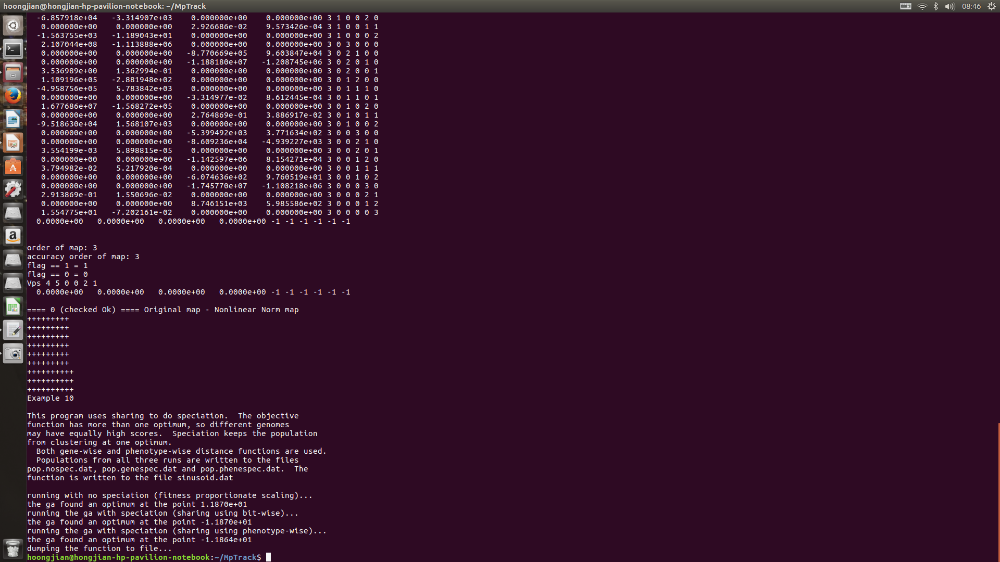 hoongjian@hongjian-hp-pavilion-notebook: ~/MpTrack
08:46
-6.857918e+04 -3.314907e+03 0.000000e+00 0.000000e+00 3 1 0 0 2 0
0.000000e+00 0.000000e+00 2.926686e-02 9.573426e-04 3 1 0 0 1 1
-1.563755e+03 -1.189043e+01 0.000000e+00 0.000000e+00 3 1 0 0 0 2
2.107044e+08 -1.113888e+06 0.000000e+00 0.000000e+00 3 0 3 0 0 0
0.000000e+00 0.000000e+00 -8.770669e+05 9.603847e+04 3 0 2 1 0 0
0.000000e+00 0.000000e+00 -1.188180e+07 -1.208745e+06 3 0 2 0 1 0
3.536989e+00 1.362994e-01 0.000000e+00 0.000000e+00 3 0 2 0 0 1
1.109196e+05 -2.881948e+02 0.000000e+00 0.000000e+00 3 0 1 2 0 0
-4.958756e+05 5.783842e+03 0.000000e+00 0.000000e+00 3 0 1 1 1 0
0.000000e+00 0.000000e+00 -3.314977e-02 8.612445e-04 3 0 1 1 0 1
1.677686e+07 -1.568272e+05 0.000000e+00 0.000000e+00 3 0 1 0 2 0
0.000000e+00 0.000000e+00 2.764869e-01 3.886917e-02 3 0 1 0 1 1
-9.518630e+04 1.568107e+03 0.000000e+00 0.000000e+00 3 0 1 0 0 2
0.000000e+00 0.000000e+00 -5.399492e+03 3.771634e+02 3 0 0 3 0 0
0.000000e+00 0.000000e+00 -8.609236e+04 -4.939227e+03 3 0 0 2 1 0
3.554199e-03 5.898815e-05 0.000000e+00 0.000000e+00 3 0 0 2 0 1
0.000000e+00 0.000000e+00 -1.142597e+06 8.154271e+04 3 0 0 1 2 0
3.794982e-02 5.217920e-04 0.000000e+00 0.000000e+00 3 0 0 1 1 1
0.000000e+00 0.000000e+00 -6.074636e+02 9.760519e+01 3 0 0 1 0 2
0.000000e+00 0.000000e+00 -1.745770e+07 -1.108218e+06 3 0 0 0 3 0
2.913869e-01 1.550696e-02 0.000000e+00 0.000000e+00 3 0 0 0 2 1
0.000000e+00 0.000000e+00 8.746151e+03 5.985586e+02 3 0 0 0 1 2
1.554775e+01 -7.202161e-02 0.000000e+00 0.000000e+00 3 0 0 0 0 3
0.0000e+00 0.0000e+00 0.0000e+00 0.0000e+00 -1 -1 -1 -1 -1 -1
order of map: 3
accuracy order of map: 3
flag == 1 = 1
flag == 0 = 0
Vps 4 5 0 0 2 1
0.0000e+00 0.0000e+00 0.0000e+00 0.0000e+00 -1 -1 -1 -1 -1 -1
==== 0 (checked Ok) ==== Original map - Nonlinear Norm map
+++++++++
+++++++++
+++++++++
+++++++++
+++++++++
+++++++++
++++++++++
++++++++++
++++++++++
Example 10
This program uses sharing to do speciation.  The objective
function has more than one optimum, so different genomes
may have equally high scores.  Speciation keeps the population
from clustering at one optimum.
Both gene-wise and phenotype-wise distance functions are used.
Populations from all three runs are written to the files
pop.nospec.dat, pop.genespec.dat and pop.phenespec.dat.  The
function is written to the file sinusoid.dat
running with no speciation (fitness proportionate scaling)...
the ga found an optimum at the point 1.1870e+01
running the ga with speciation (sharing using bit-wise)...
the ga found an optimum at the point -1.1870e+01
running the ga with speciation (sharing using phenotype-wise)...
the ga found an optimum at the point -1.1864e+01
dumping the function to file...
hoongjian@hongjian-hp-pavilion-notebook:~/MpTrack$